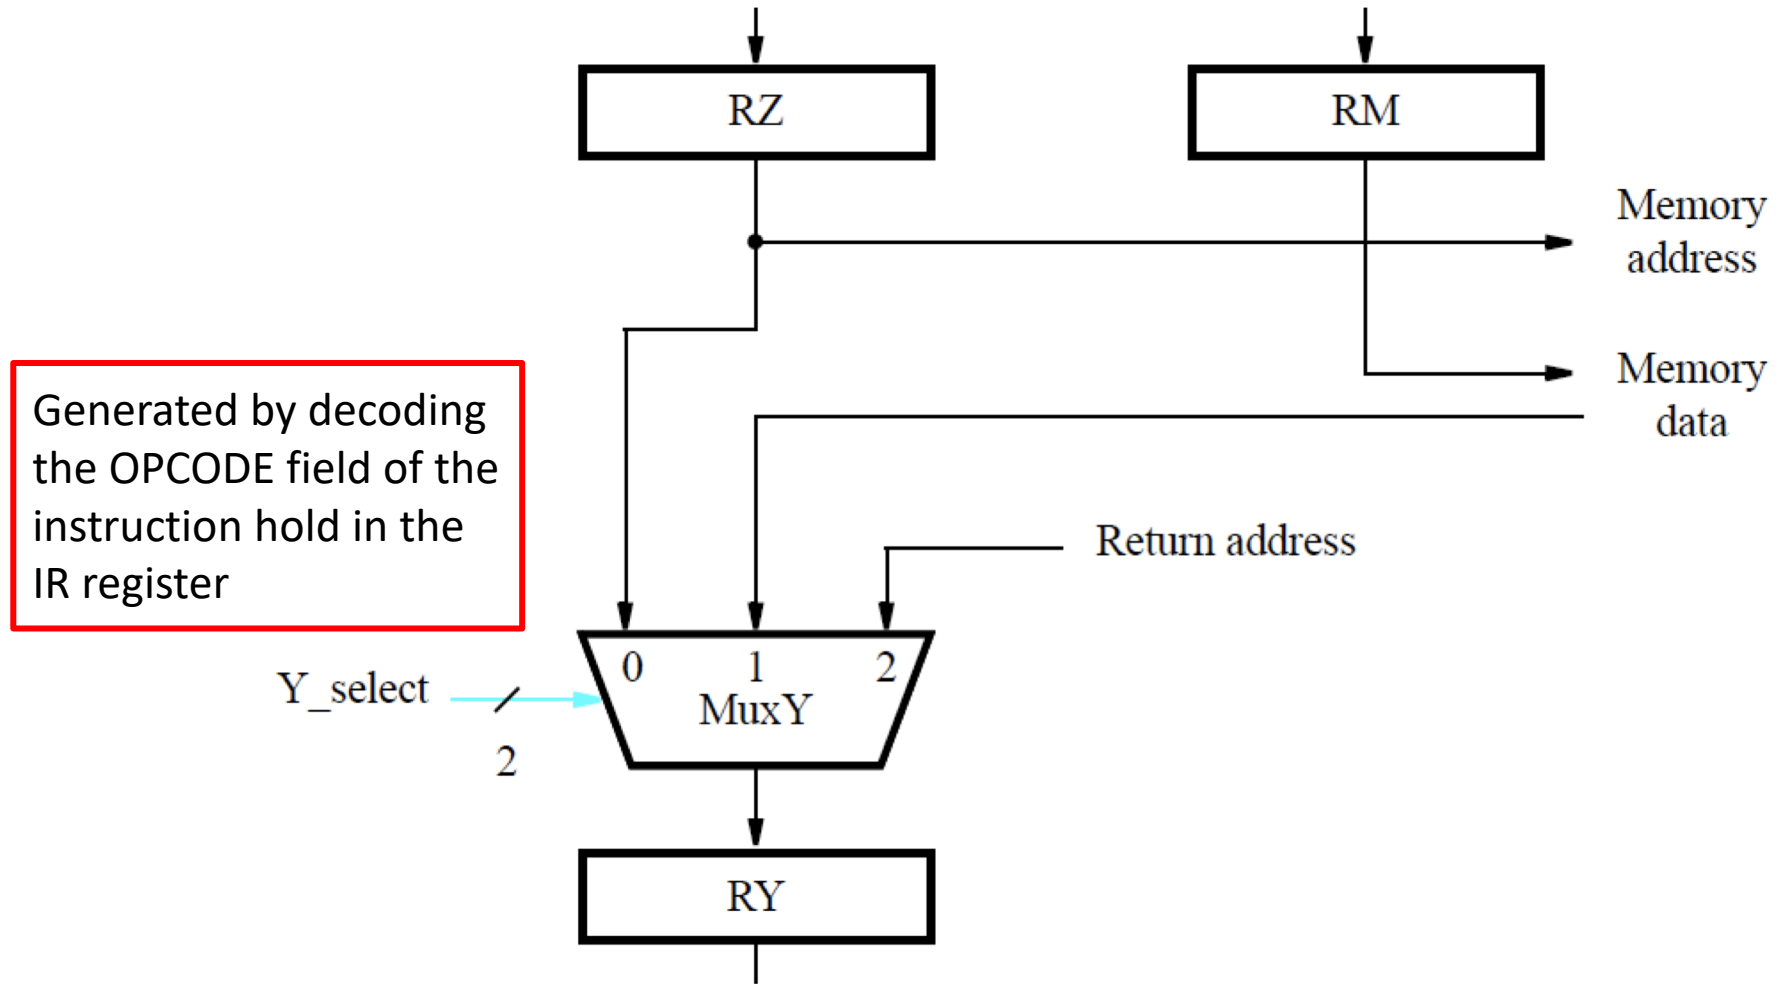 RZ
RM
Memory
address
Memory
data
Generated by decoding
the OPCODE field of the
instruction hold in the
IR register
Return address
0 1 2
MuxY
Y_select
2
RY